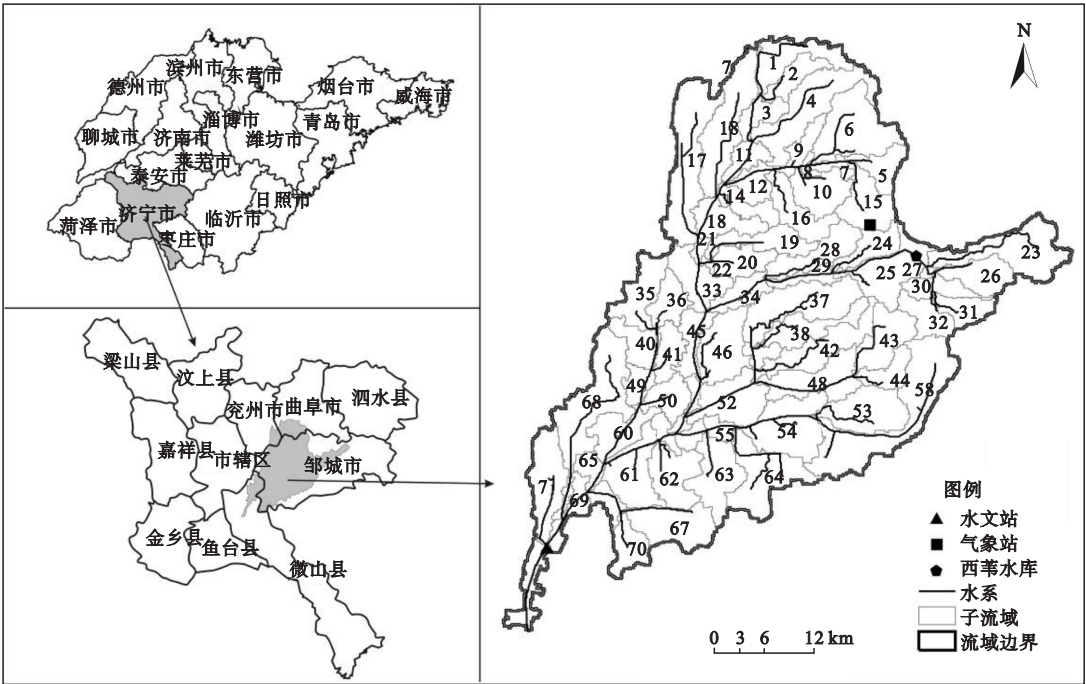 滨州市
东营市
德州市
烟台市
威海市
淄博市
青岛市
聊城市
济南市
潍坊市
莱芜市
泰安市
日照市
济宁市
临沂市
菏泽市
枣庄市
梁山县
汶上县
兖州市
曲阜市
泗水县
嘉祥县
市辖区
邹城市
金乡县
鱼台县
微山县
N
1
7
2
4
3
18
6
11
9
17
8
7
5
12
10
14
15
16
18
21
19
28
24
23
20
22
29
25
27
26
33
34
30
35
36
37
31
32
45
38
40
41
46
42
43
49
48
44
58
68
50
52
53
60
55
54
65
61
62
63
64
7
69
67
70
图例
水文站
气象站
西苇水库
水系
子流域
流域边界
0 3 6 12 km